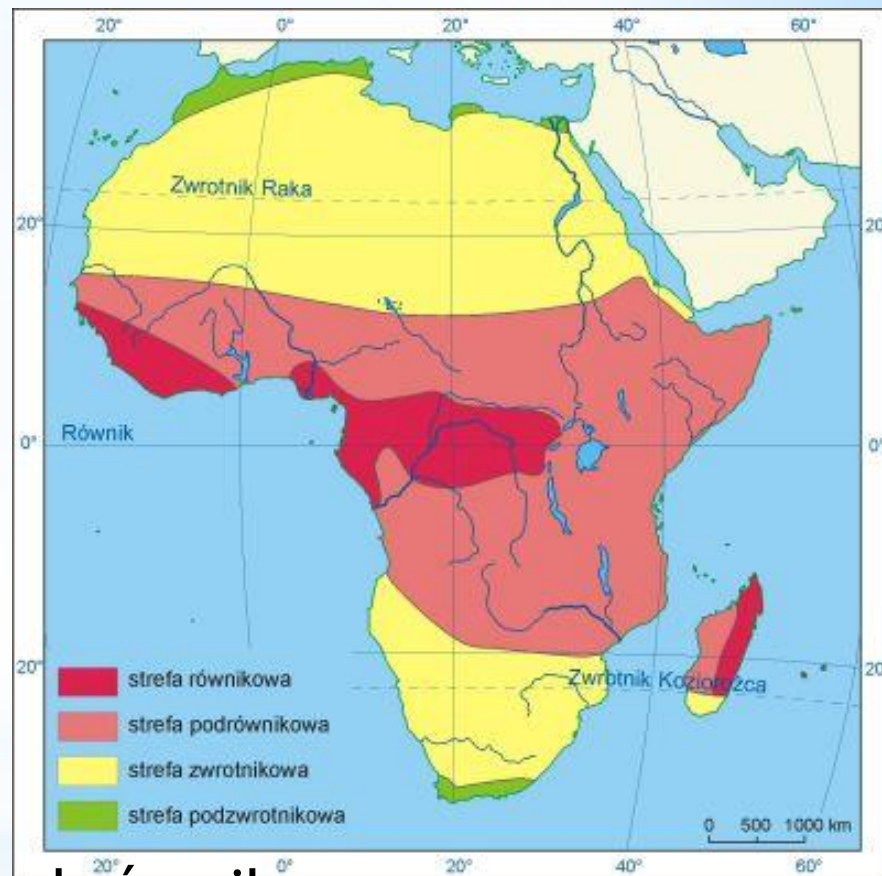 20° 0° 20° 40° 60°
Zwrotnik Raka
20° 20
Równik
0° 0°
20° 20
Zwrotnik Koziorożca
strefa równikowa
strefa podrównikowa
strefa zwrotnikowa
strefa podzwrotnikowa
0 500 1000 km
20° 0° 20° 40° 60°